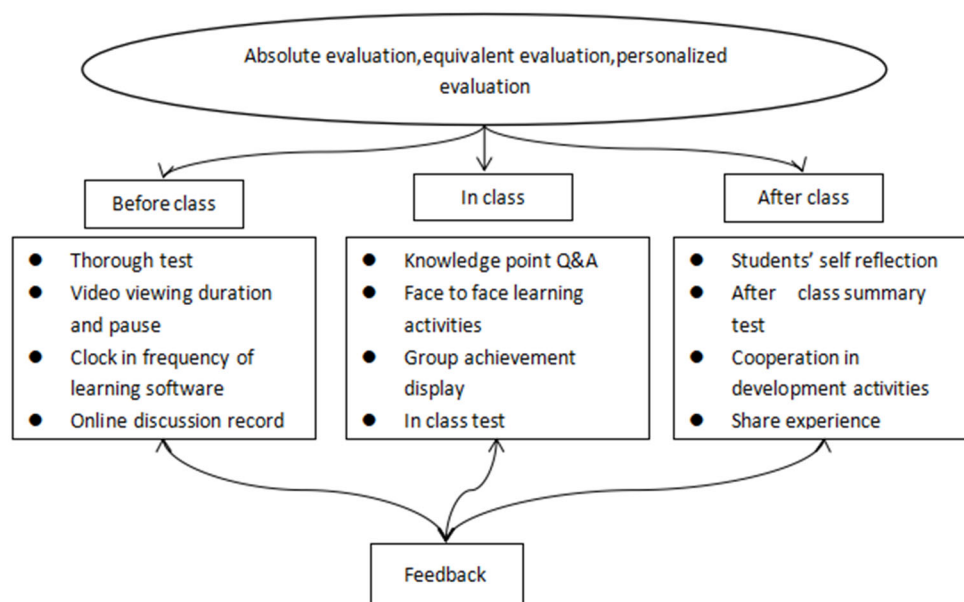 Absolute evaluation,equivalent evaluation,personalized
evaluation
Before class
In class
After class
● Thorough test
● Video viewing duration
and pause
● Clock in frequency of
learning software
● Online discussion record
● Knowledge point Q&A
● Face to face learning
activities
● Group achievement
display
● In class test
● Students’ self reflection
● After class summary
test
● Cooperation in
development activities
● Share experience
Feedback